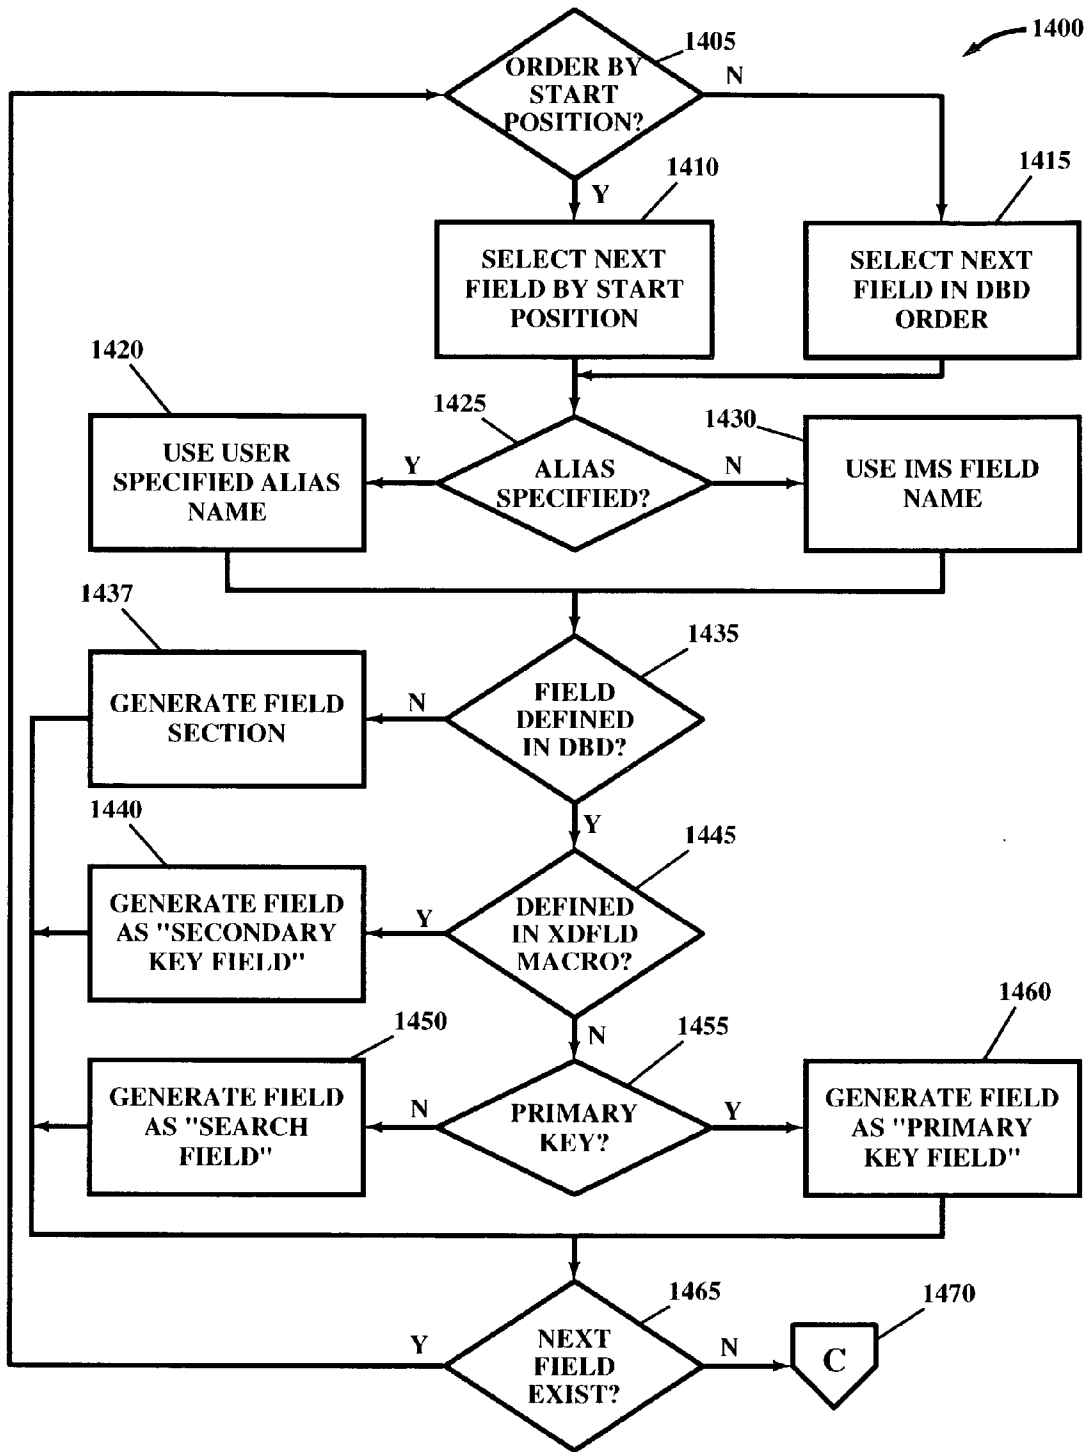 1400
1405
ORDER BY
START
POSITION?
N
Y
1410
1415
SELECT NEXT
FIELD BY START
POSITION
SELECT NEXT
FIELD IN DBD
ORDER
1420
1425
1430
USE USER
SPECIFIED ALIAS
NAME
Y
ALIAS
SPECIFIED?
N
USE IMS FIELD
NAME
1437
1435
GENERATE FIELD
SECTION
N
FIELD
DEFINED
IN DBD?
Y
1440
1445
GENERATE FIELD
AS "SECONDARY
KEY FIELD"
Y
DEFINED
IN XDFLD
MACRO?
N
1450
1455
1460
GENERATE FIELD
AS "SEARCH
FIELD"
N
PRIMARY
KEY?
Y
GENERATE FIELD
AS "PRIMARY
KEY FIELD"
1465
1470
Y
NEXT
FIELD
EXIST?
N
C